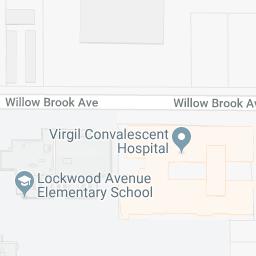 Willow Brook Ave
Willow Brook Av
Virgil Convalescent
Hospital
Lockwood Avenue
Elementary School